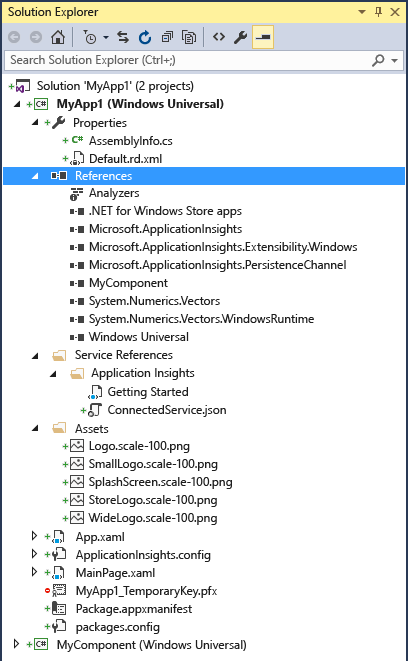 Solution Explorer
Search Solution Explorer (Ctrl+;)
Solution 'MyApp1' (2 projects)
C# MyApp1 (Windows Universal)
Properties
C# AssemblyInfo.cs
Default.rd.xml
References
Analyzers
.NET for Windows Store apps
Microsoft.ApplicationInsights
Microsoft.ApplicationInsights.Extensibility.Windows
Microsoft.ApplicationInsights.PersistenceChannel
MyComponent
System.Numerics.Vectors
System.Numerics.Vectors.WindowsRuntime
Windows Universal
Service References
Application Insights
Getting Started
ConnectedService.json
Assets
Logo.scale-100.png
SmallLogo.scale-100.png
SplashScreen.scale-100.png
StoreLogo.scale-100.png
WideLogo.scale-100.png
App.xaml
ApplicationInsights.config
MainPage.xaml
MyApp1_TemporaryKey.pfx
Package.appxmanifest
packages.config
C# MyComponent (Windows Universal)